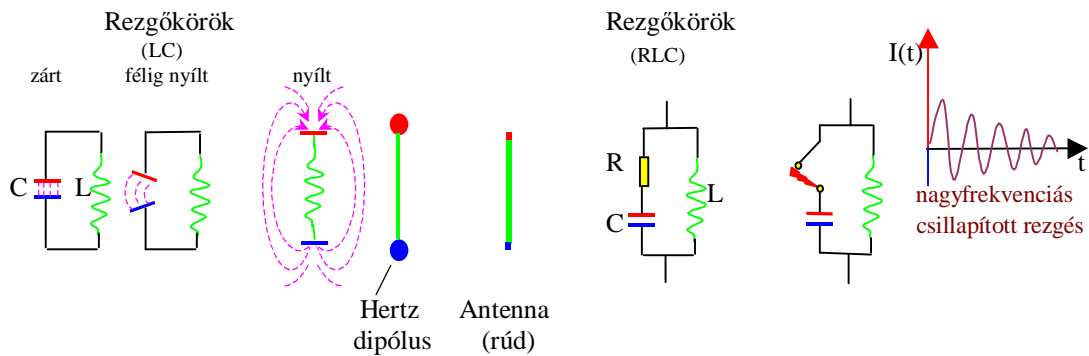 Rezgőkörök
(LC)
zárt
félig nyílt
nyílt
C
L
Hertz
dipólus
Antenna
(rúd)
Rezgőkörök
(RLC)
R
C
L
I(t)
t
nagyfrekvenciás
csillapított rezgés